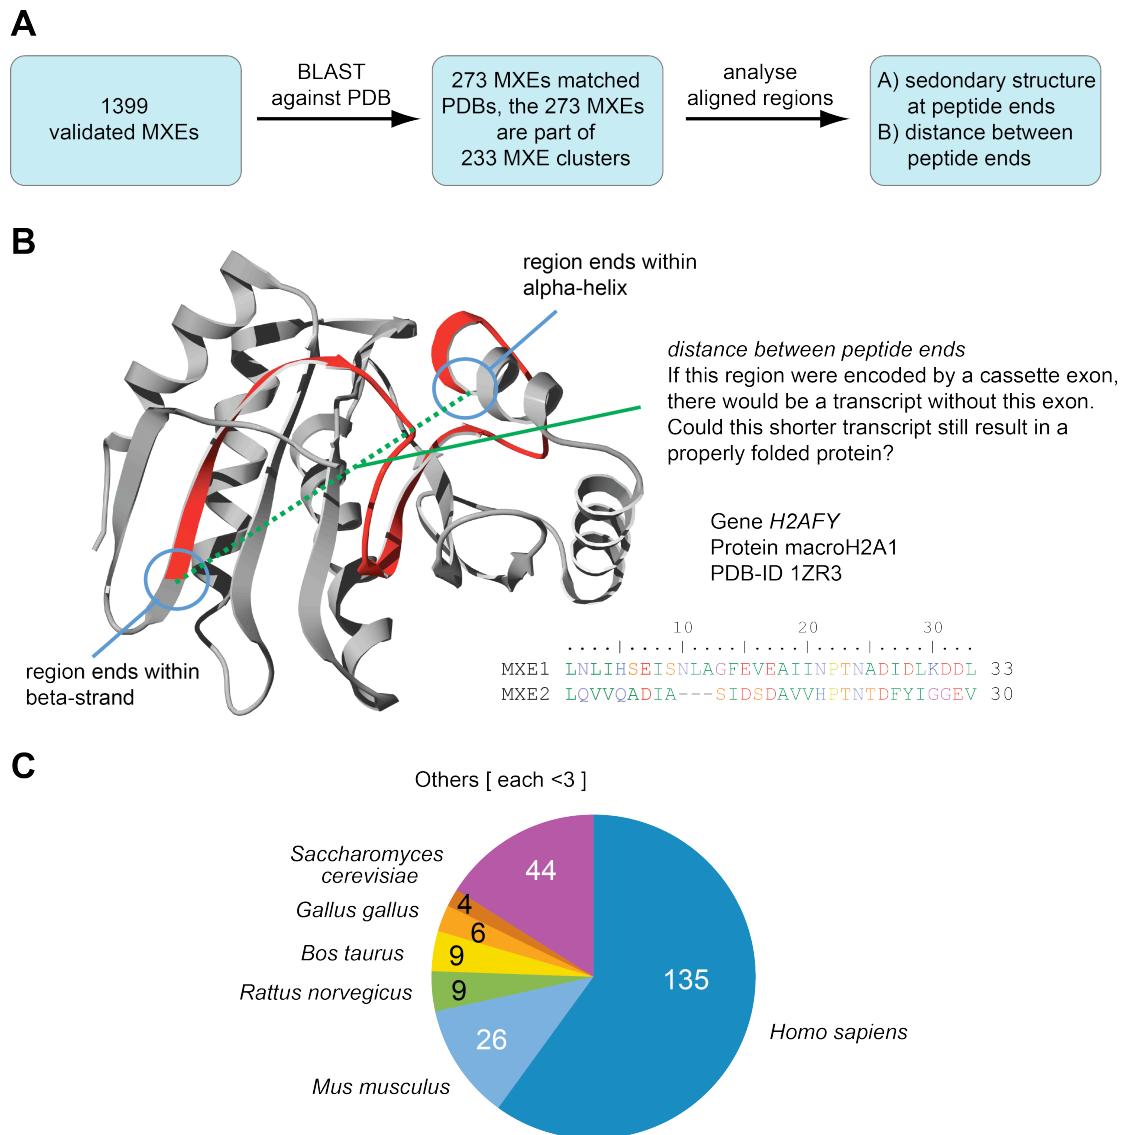 A
1399
validated MXEs
BLAST
against PDB
273 MXEs matched
PDBs, the 273 MXEs
are part of
233 MXE clusters
analyse
aligned regions
A) sedondary structure
at peptide ends
B) distance between
peptide ends
B
region ends within
alpha-helix
distance between peptide ends
If this region were encoded by a cassette exon,
there would be a transcript without this exon.
Could this shorter transcript still result in a
properly folded protein?
Gene H2AFY
Protein macroH2A1
PDB-ID 1ZR3
region ends within
beta-strand
10 20 30
....|....|....|....|....|....|...
MXE1 LNLIHSEISNLAGFEVEAIINPTNADIDLKDDL 33
MXE2 LQVVQADIA---SIDSDAVVHPTNTDFYIGGEV 30
C
Others [ each <3 ]
Saccharomyces
cerevisiae
Gallus gallus
Bos taurus
Rattus norvegicus
Mus musculus
Homo sapiens
44
4
6
9
9
26
135